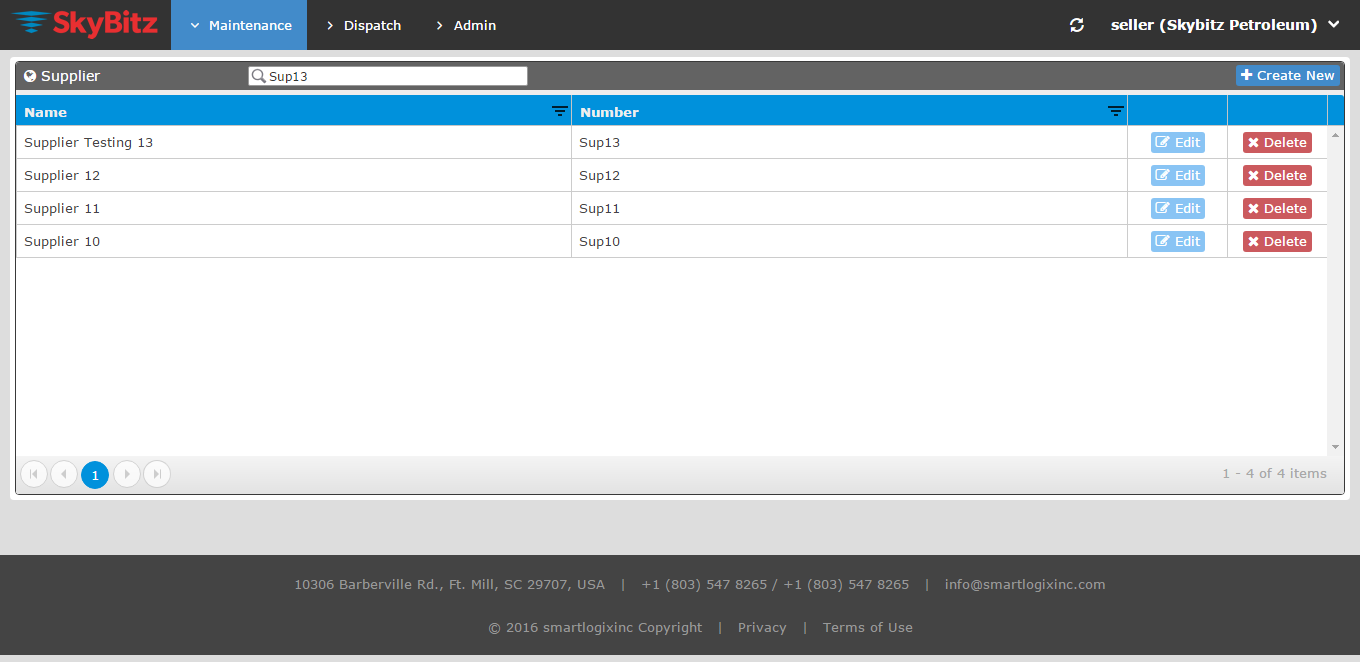 SkyBitz Maintenance Dispatch Admin seller (Skybitz Petroleum)
Supplier Sup13 Create New
Name Number
Supplier Testing 13 Sup13 Edit Delete
Supplier 12 Sup12 Edit Delete
Supplier 11 Sup11 Edit Delete
Supplier 10 Sup10 Edit Delete
1 1 - 4 of 4 items
10306 Barberville Rd., Ft. Mill, SC 29707, USA | +1 (803) 547 8265 / +1 (803) 547 8265 | info@smartlogixinc.com
© 2016 smartlogixinc Copyright | Privacy | Terms of Use